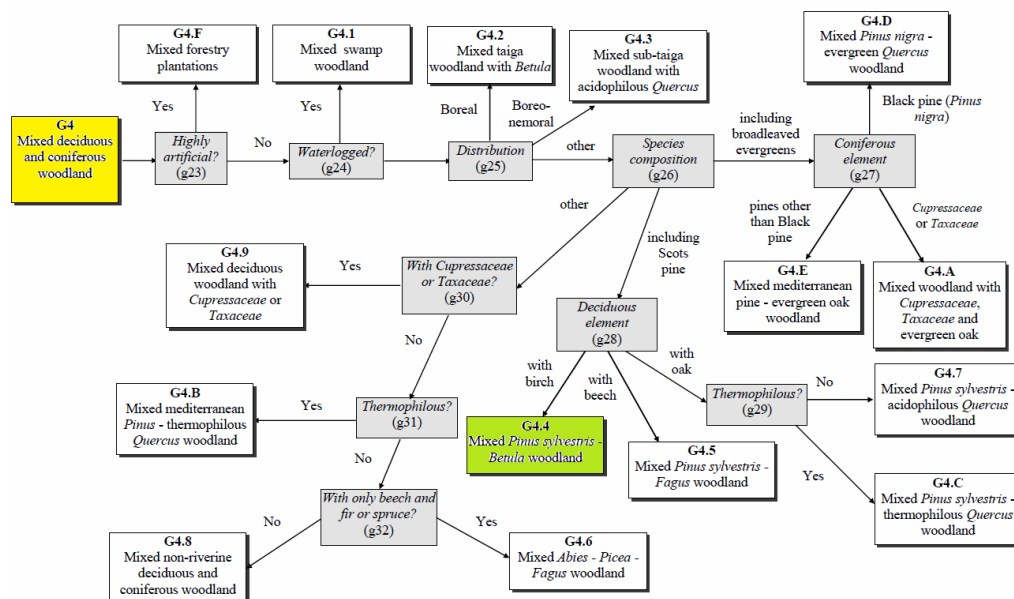 G4.F
Mixed forestry
plantations
G4.1
Mixed swamp
woodland
G4.2
Mixed taiga
woodland with Betula
G4.3
Mixed sub-taiga
woodland with
acidophilous Quercus
G4.D
Mixed Pinus nigra -
evergreen Quercus
woodland
Yes
Yes
Boreal
Boreo-
nemoral
Black pine (Pinus
nigra)
G4
Mixed deciduous
and coniferous
woodland
Highly
artificial?
(g23)
No
Waterlogged?
(g24)
Distribution
(g25)
other
Species
composition
(g26)
including
broadleaved
evergreens
Coniferous
element
(g27)
other
including
Scots
pine
pines other
than Black
pine
Cupressaceae
or Taxaceae
G4.9
Mixed deciduous
woodland with
Cupressaceae or
Taxaceae
Yes
With Cupressaceae
or Taxaceae?
(g30)
G4.E
Mixed mediterranean
pine - evergreen oak
woodland
G4.A
Mixed woodland with
Cupressaceae,
Taxaceae and
evergreen oak
Deciduous
element
(g28)
No
with
birch
with
beech
with
oak
G4.B
Mixed mediterranean
Pinus - thermophilous
Quercus woodland
Yes
Thermophilous?
(g31)
Thermophilous?
(g29)
No
G4.7
Mixed Pinus sylvestris -
acidophilous Quercus
woodland
G4.4
Mixed Pinus sylvestris -
Betula woodland
G4.5
Mixed Pinus sylvestris -
Fagus woodland
Yes
No
G4.C
Mixed Pinus sylvestris -
thermophilous Quercus
woodland
With only beech and
fir or spruce?
(g32)
No
Yes
G4.8
Mixed non-riverine
deciduous and
coniferous woodland
G4.6
Mixed Abies - Picea -
Fagus woodland